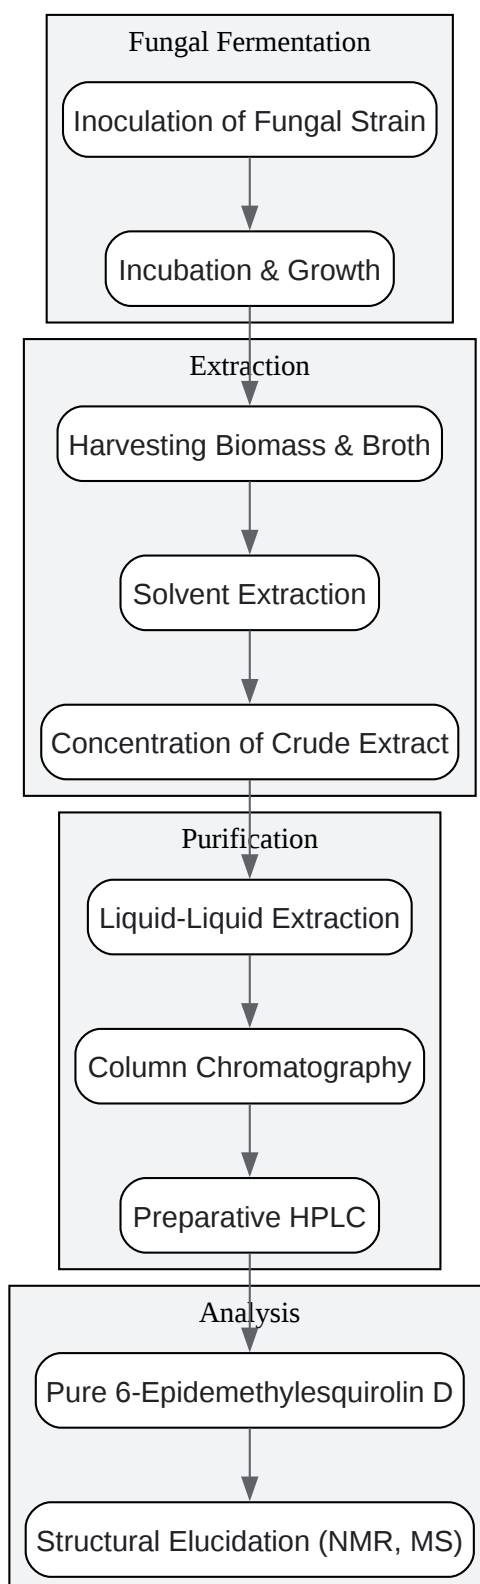 Fungal Fermentation
Inoculation of Fungal Strain
Incubation & Growth
Extraction
Harvesting Biomass & Broth
Solvent Extraction
Concentration of Crude Extract
Purification
Liquid-Liquid Extraction
Column Chromatography
Preparative HPLC
Analysis
Pure 6-Epidemethylesquirolin D
Structural Elucidation (NMR, MS)